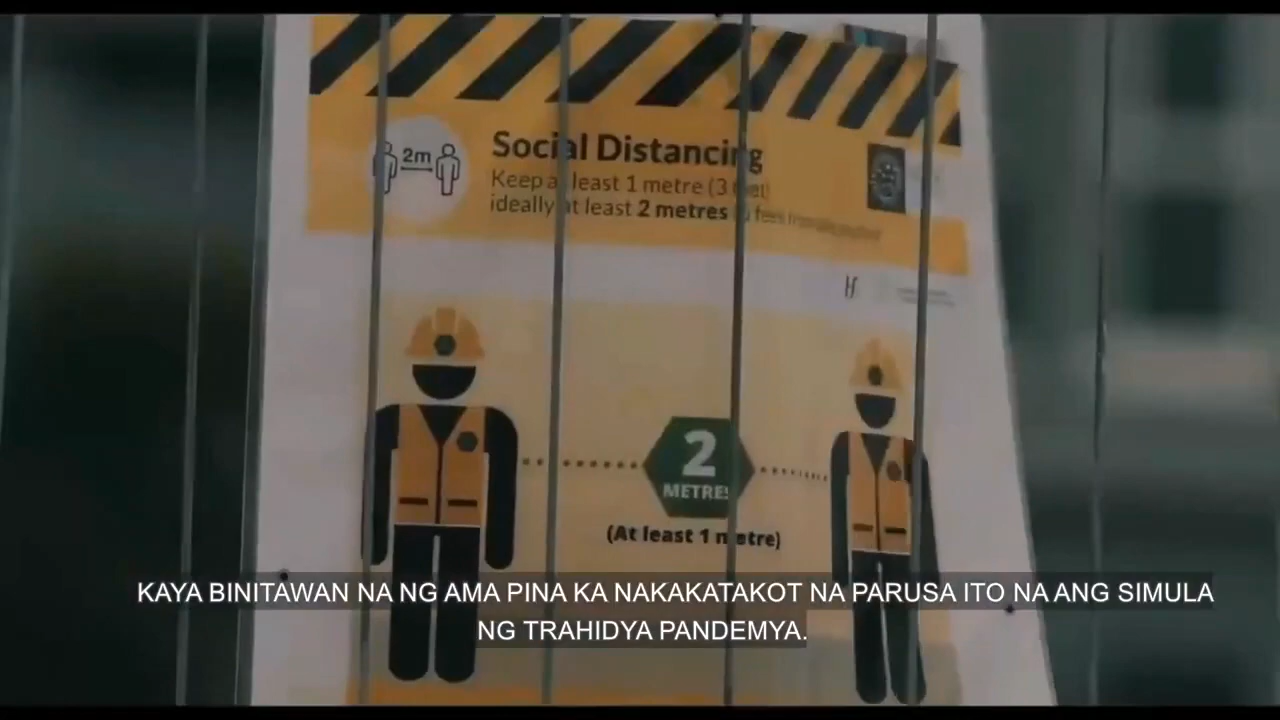 2m
Social Distancing
Keep at least 1 metre (3 feet)
ideally at least 2 metres
2
METRES
(At least 1 metre)
KAYA BINITAWAN NA NG AMA PINA KA NAKAKATAKOT NA PARUSA ITO NA ANG SIMULA
NG TRAHIDYA PANDEMYA.